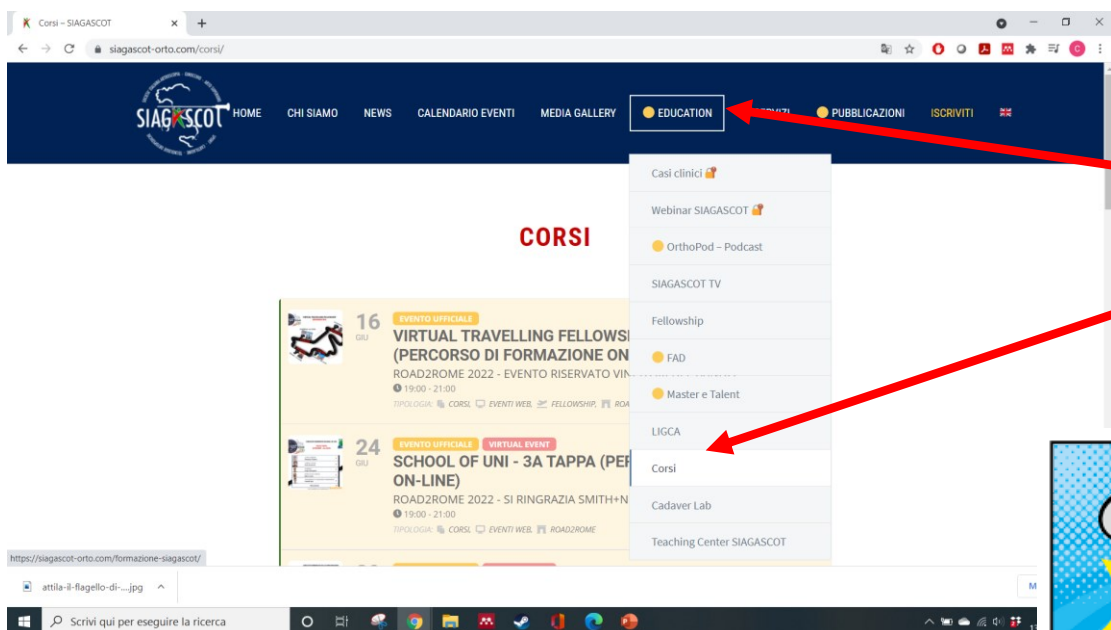 Corsi – SIAGASCOT
siagascot-orto.com/corsi/
SIAGASCOT
HOME CHI SIAMO NEWS CALENDARIO EVENTI MEDIA GALLERY EDUCATION PUBBLICAZIONI ISCRIVITI
Casi clinici
Webinar SIAGASCOT
OrthoPod – Podcast
SIAGASCOT TV
Fellowship
FAD
Master e Talent
LIGCA
Corsi
Cadaver Lab
Teaching Center SIAGASCOT
CORSI
16
GIU
EVENTO UFFICIALE
VIRTUAL TRAVELLING FELLOWS
(PERCORSO DI FORMAZIONE ON
ROAD2ROME 2022 - EVENTO RISERVATO VIN
19:00 - 21:00
TIPOLOGIA: CORSI, EVENTI WEB, FELLOWSHIP, ROA
24
GIU
EVENTO UFFICIALE VIRTUAL EVENT
SCHOOL OF UNI - 3A TAPPA (PER
ON-LINE)
ROAD2ROME 2022 - SI RINGRAZIA SMITH+N
19:00 - 21:00
TIPOLOGIA: CORSI, EVENTI WEB, ROAD2ROME
https://siagascot-orto.com/formazione-siagascot/
attila-il-flagello-di-....jpg
M
Scrivi qui per eseguire la ricerca